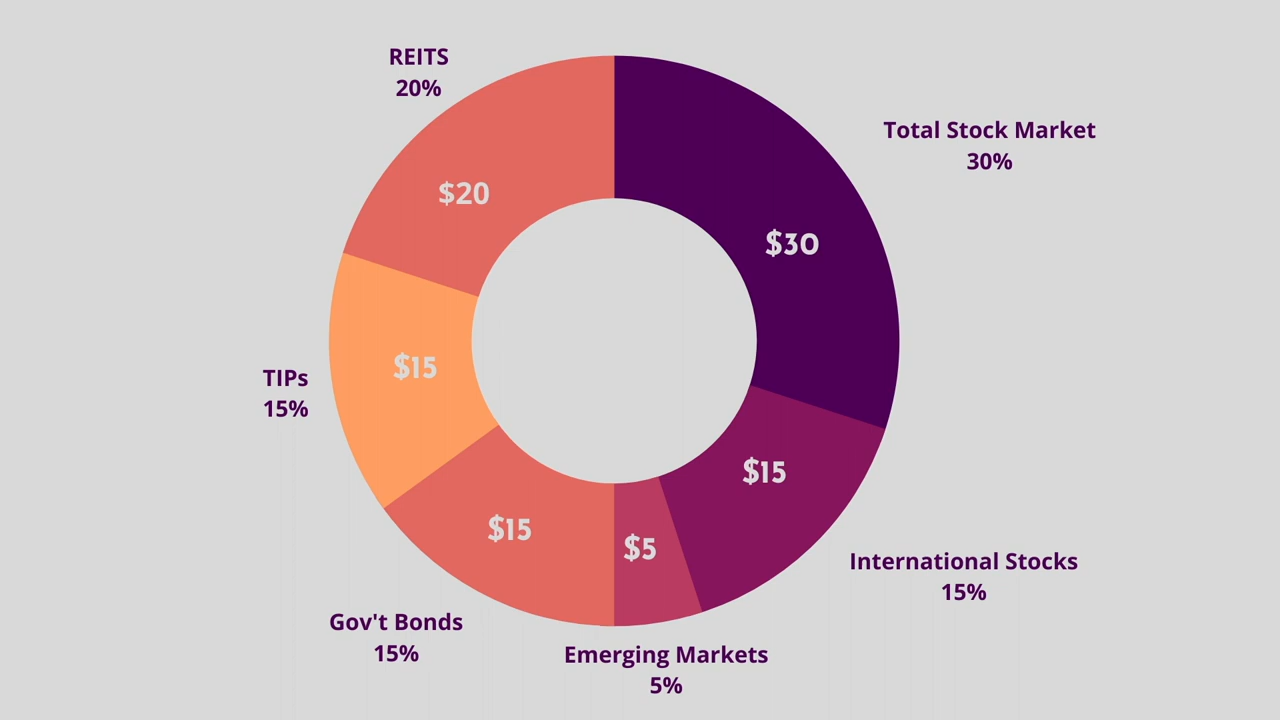 REITS
20%
Total Stock Market
30%
$20
$30
TIPs
15%
$15
$15
International Stocks
15%
$15
$5
Gov't Bonds
15%
Emerging Markets
5%